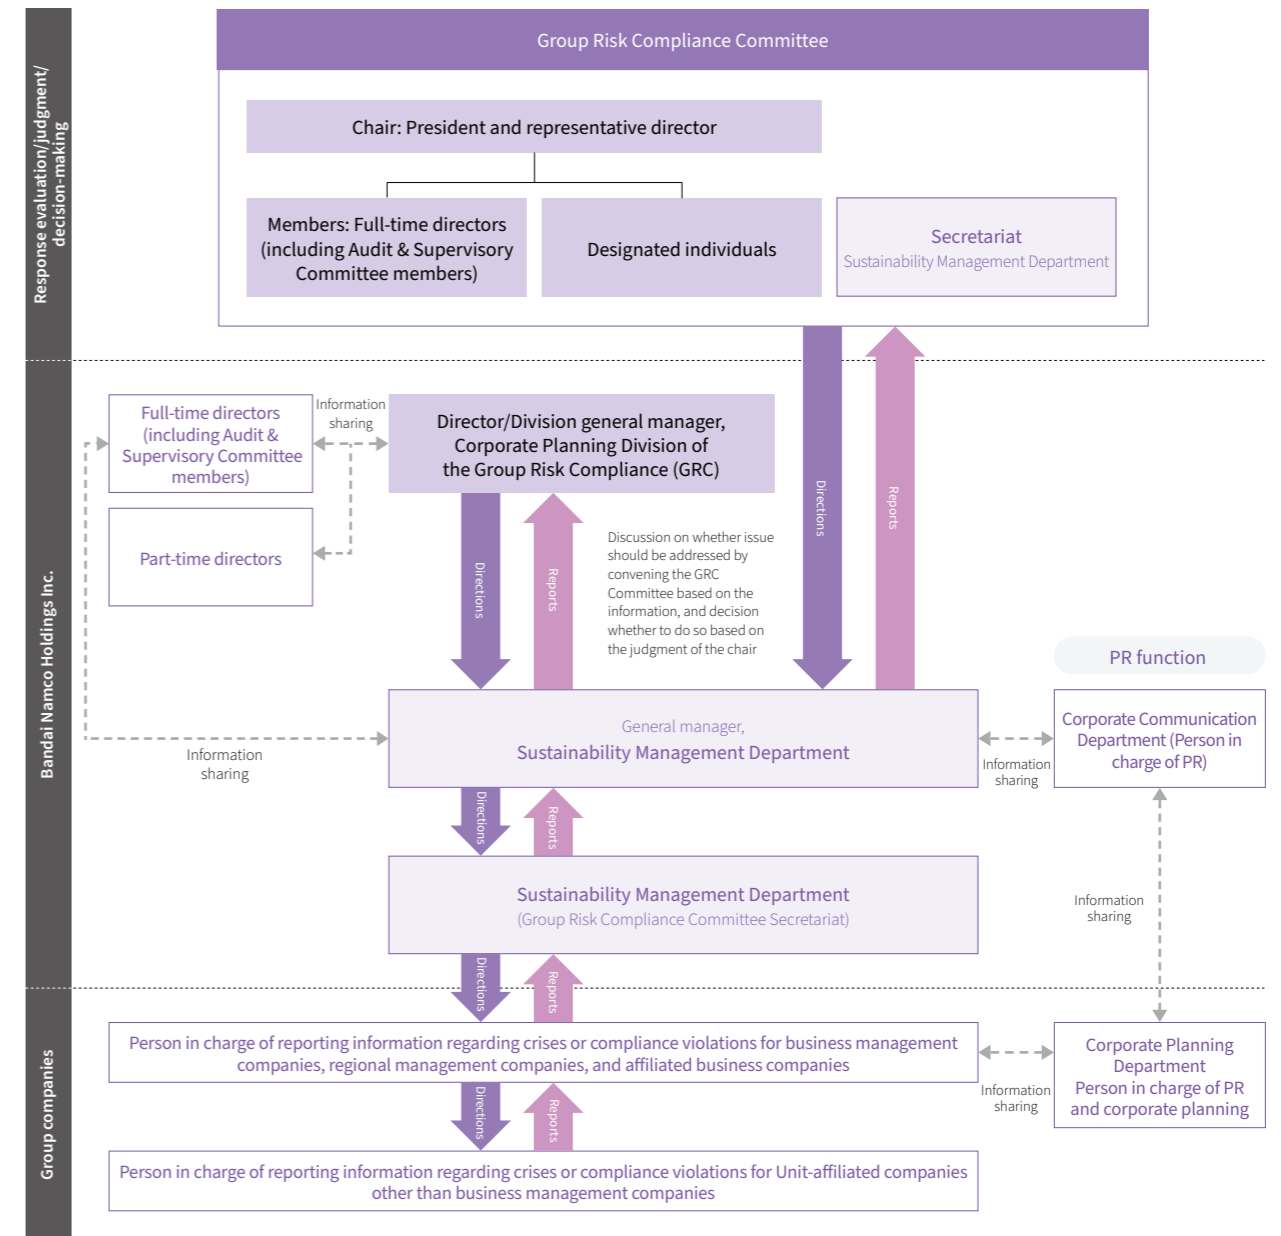 Group Risk Compliance Committee
Response evaluation/judgment/
decision-making
Chair: President and representative director
Members: Full-time directors
(including Audit & Supervisory
Committee members)
Designated individuals
Secretariat
Sustainability Management Department
Bandai Namco Holdings Inc.
Full-time directors
(including Audit &
Supervisory Committee
members)
Information
sharing
Director/Division general manager,
Corporate Planning Division of
the Group Risk Compliance (GRC)
Part-time directors
Directions
Reports
Discussion on whether issue
should be addressed by
convening the GRC
Committee based on the
information, and decision
whether to do so based on
the judgment of the chair
Directions
Reports
PR function
Information
sharing
General manager,
Sustainability Management Department
Information
sharing
Corporate Communication
Department (Person in
charge of PR)
Directions
Reports
Sustainability Management Department
(Group Risk Compliance Committee Secretariat)
Information
sharing
Directions
Reports
Group companies
Person in charge of reporting information regarding crises or compliance violations for business management
companies, regional management companies, and affiliated business companies
Information
sharing
Corporate Planning
Department
Person in charge of PR
and corporate planning
Directions
Reports
Person in charge of reporting information regarding crises or compliance violations for Unit-affiliated companies
other than business management companies